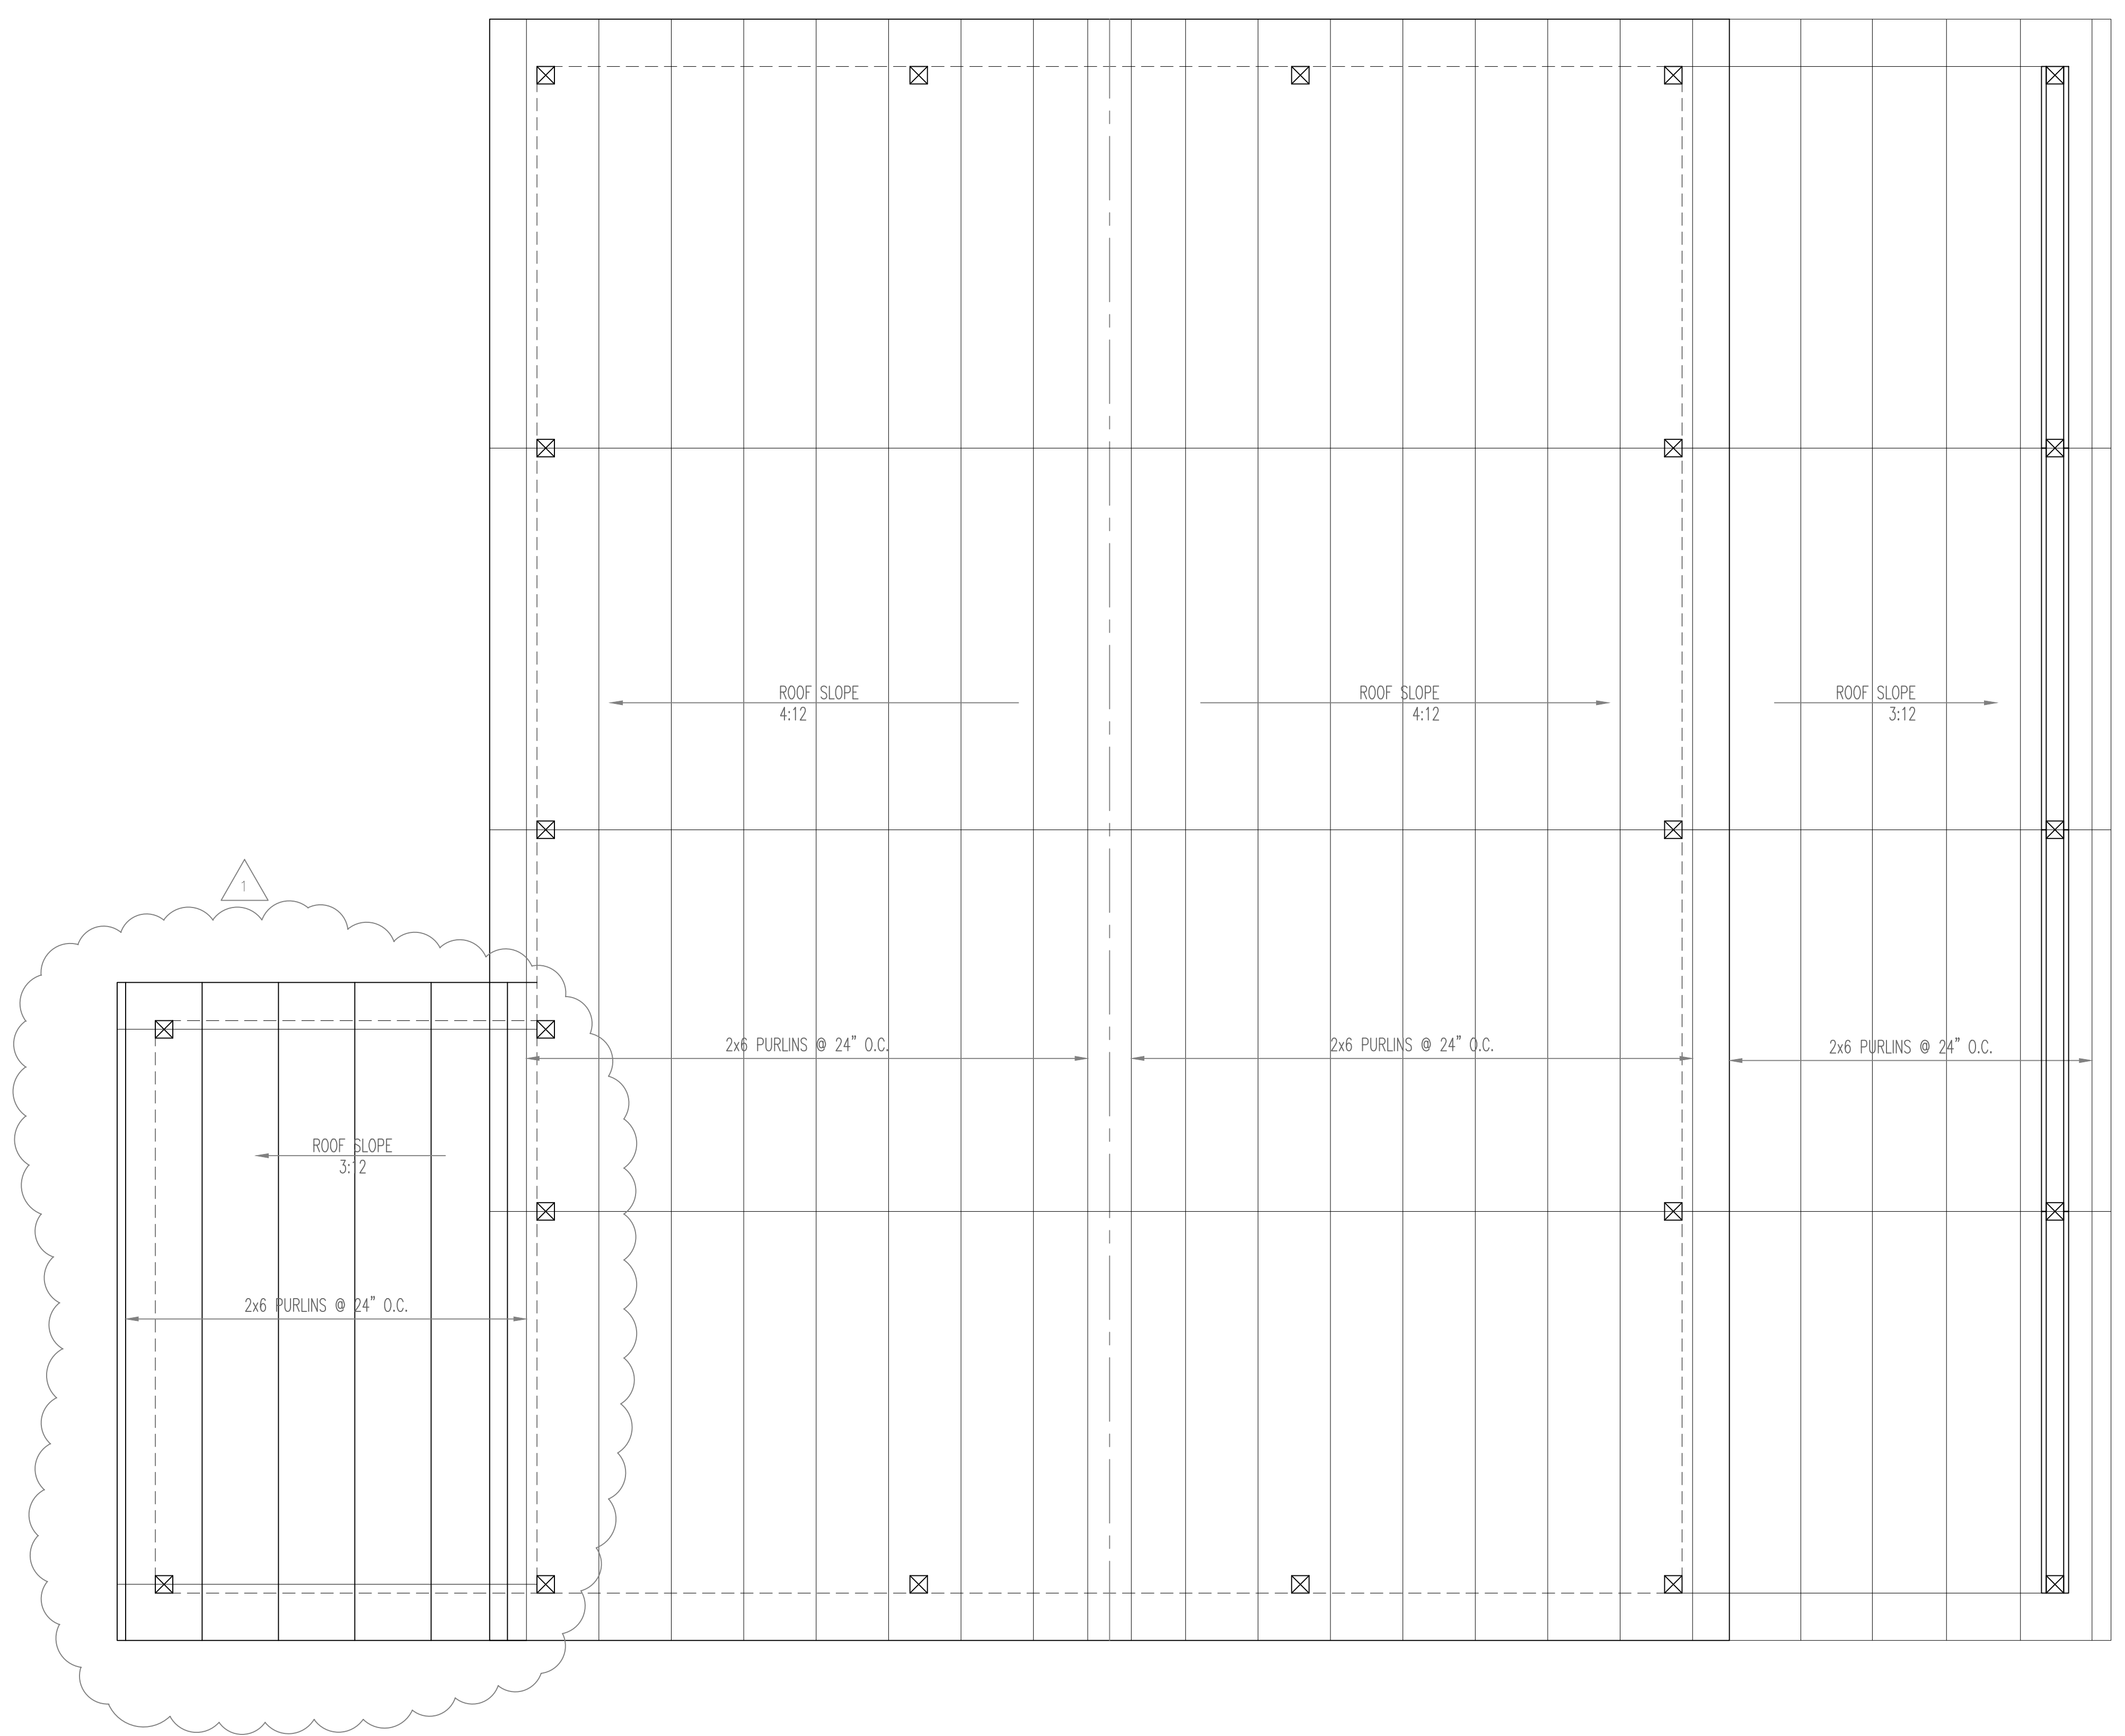 ROOF SLOPE
4:12
ROOF SLOPE
4:12
ROOF SLOPE
3:12
1
2x6 PURLINS @ 24" O.C.
2x6 PURLINS @ 24" O.C.
2x6 PURLINS @ 24" O.C.
ROOF SLOPE
3:12
2x6 PURLINS @ 24" O.C.